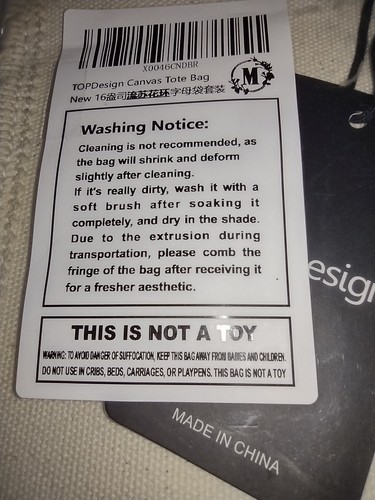 X0046CNDBR
TOPDesign Canvas Tote Bag
New 16盎司流苏花环字母袋套装
M
Washing Notice:
Cleaning is not recommended, as
the bag will shrink and deform
slightly after cleaning.
If it's really dirty, wash it with a
soft brush after soaking it
completely, and dry in the shade.
Due to the extrusion during
transportation, please comb the
fringe of the bag after receiving it
for a fresher aesthetic.
THIS IS NOT A TOY
WARNING: TO AVOID DANGER OF SUFFOCATION, KEEP THIS BAG AWAY FROM BABIES AND CHILDREN.
DO NOT USE IN CRIBS, BEDS, CARRIAGES, OR PLAYPENS. THIS BAG IS NOT A TOY
esign
MADE IN CHINA